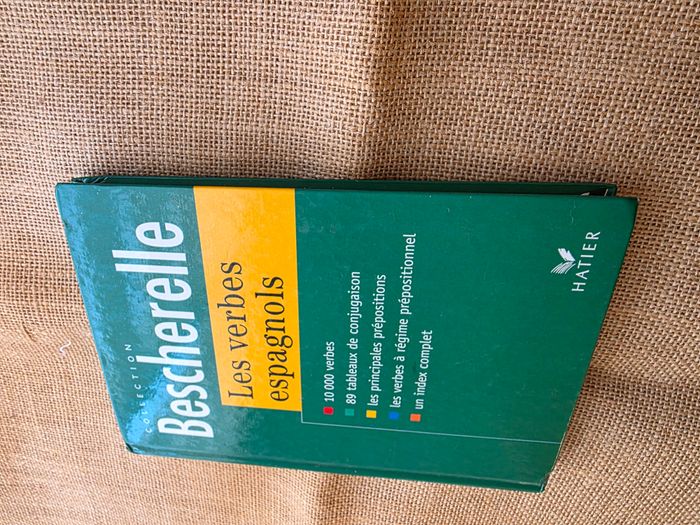 COLLECTION
Bescherelle
Les verbes
espagnols
10 000 verbes
89 tableaux de conjugaison
les principales prépositions
les verbes à régime prépositionnel
un index complet
HATIER